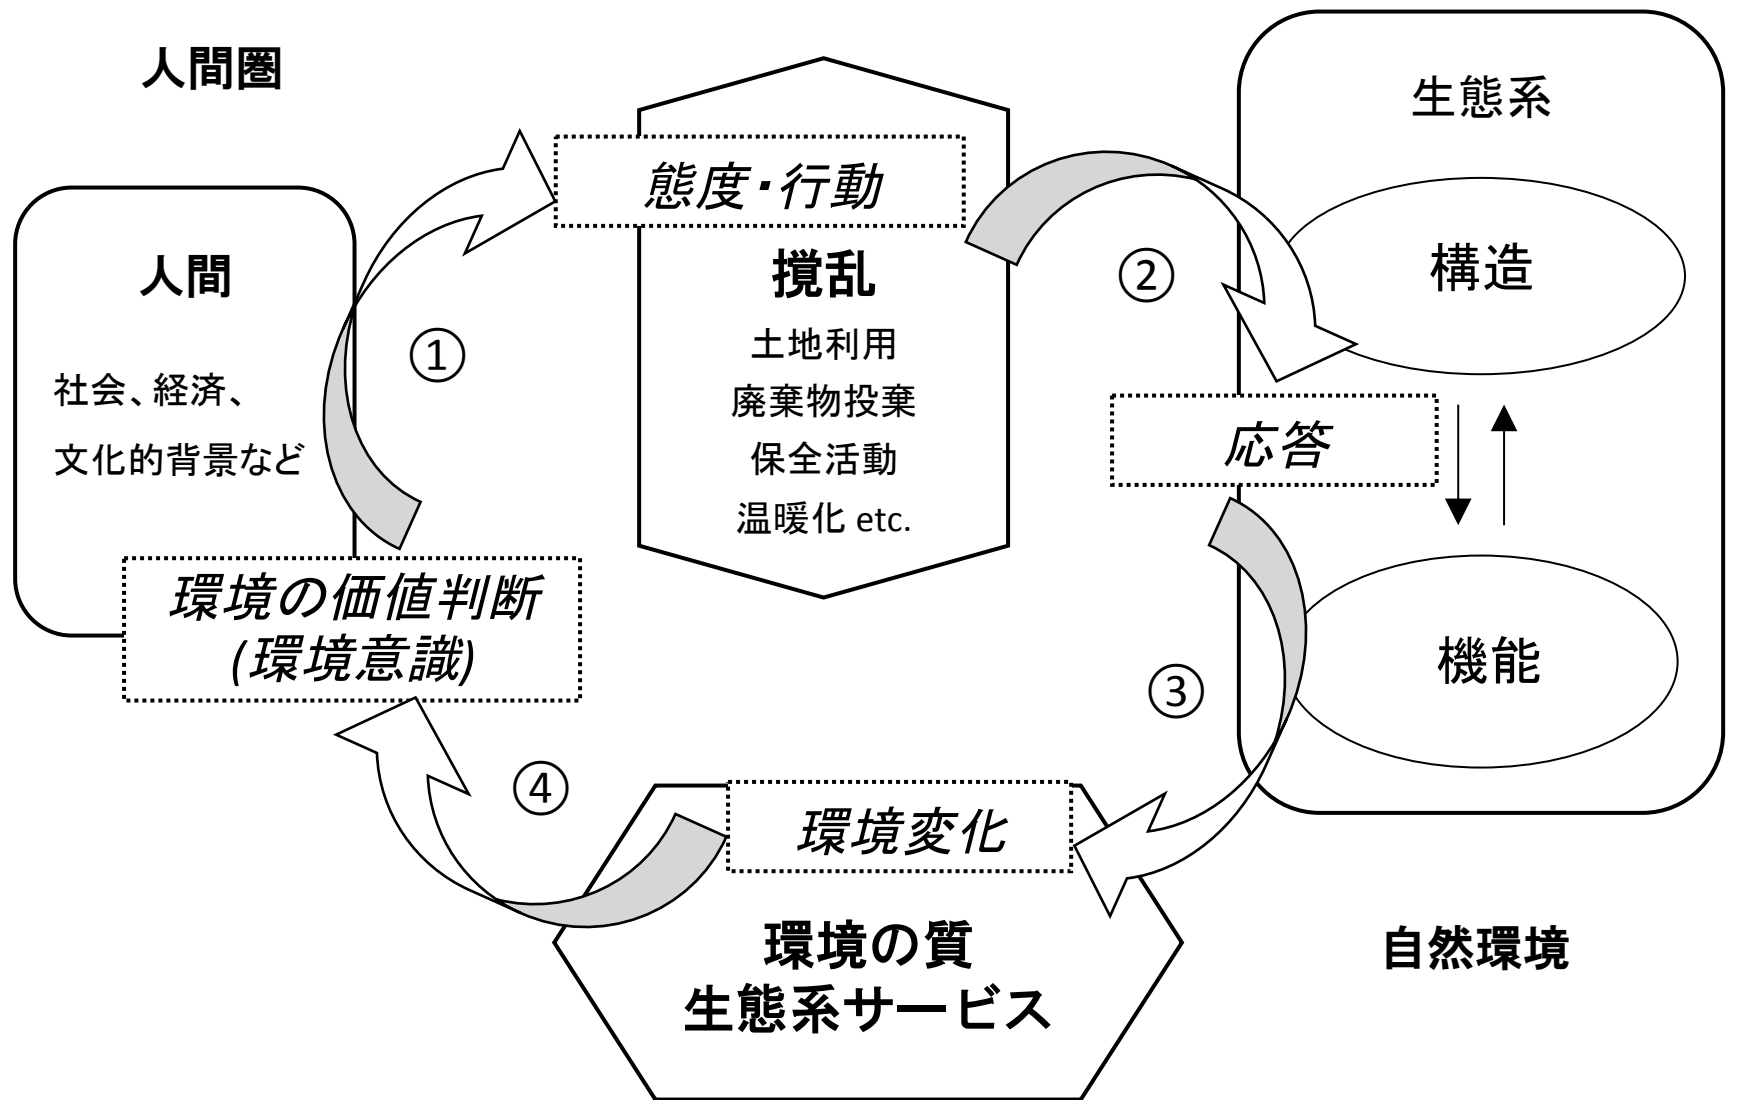 人間圏
人間
社会、経済、
文化的背景など
環境の価値判断
(環境意識)
①
態度・行動
撹乱
土地利用
廃棄物投棄
保全活動
温暖化 etc.
②
生態系
構造
応答
機能
③
環境変化
環境の質
生態系サービス
④
自然環境